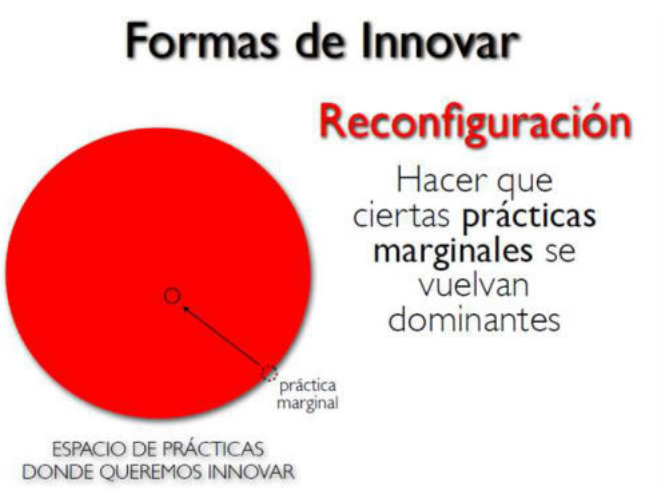 Formas de Innovar
Reconfiguración
Hacer que
ciertas prácticas
marginales se
vuelvan
dominantes
práctica
marginal
ESPACIO DE PRÁCTICAS
DONDE QUEREMOS INNOVAR